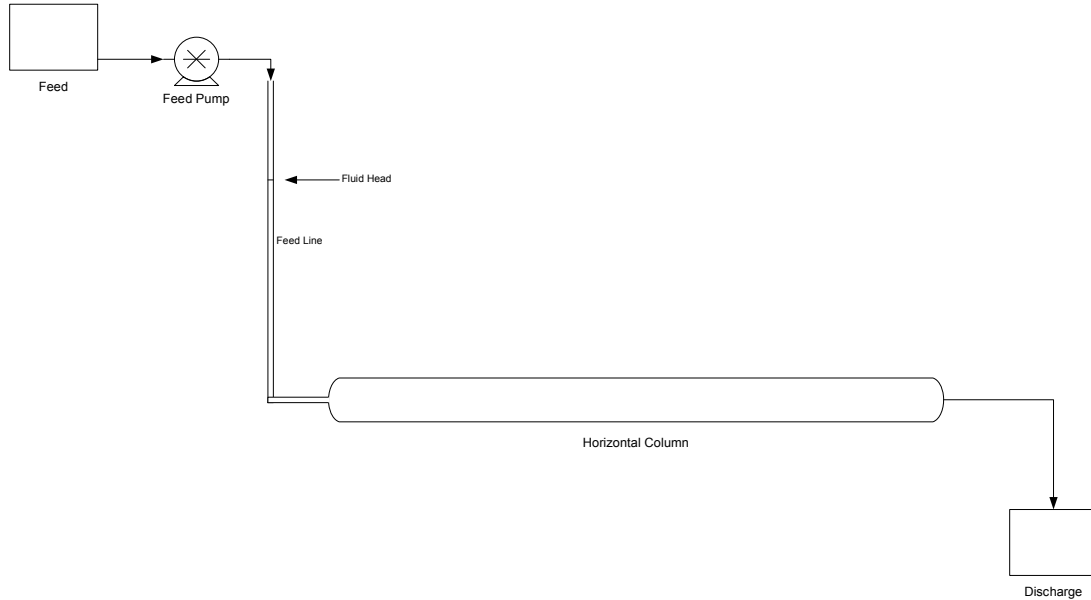 Feed
Feed Pump
Fluid Head
Feed Line
Horizontal Column
Discharge